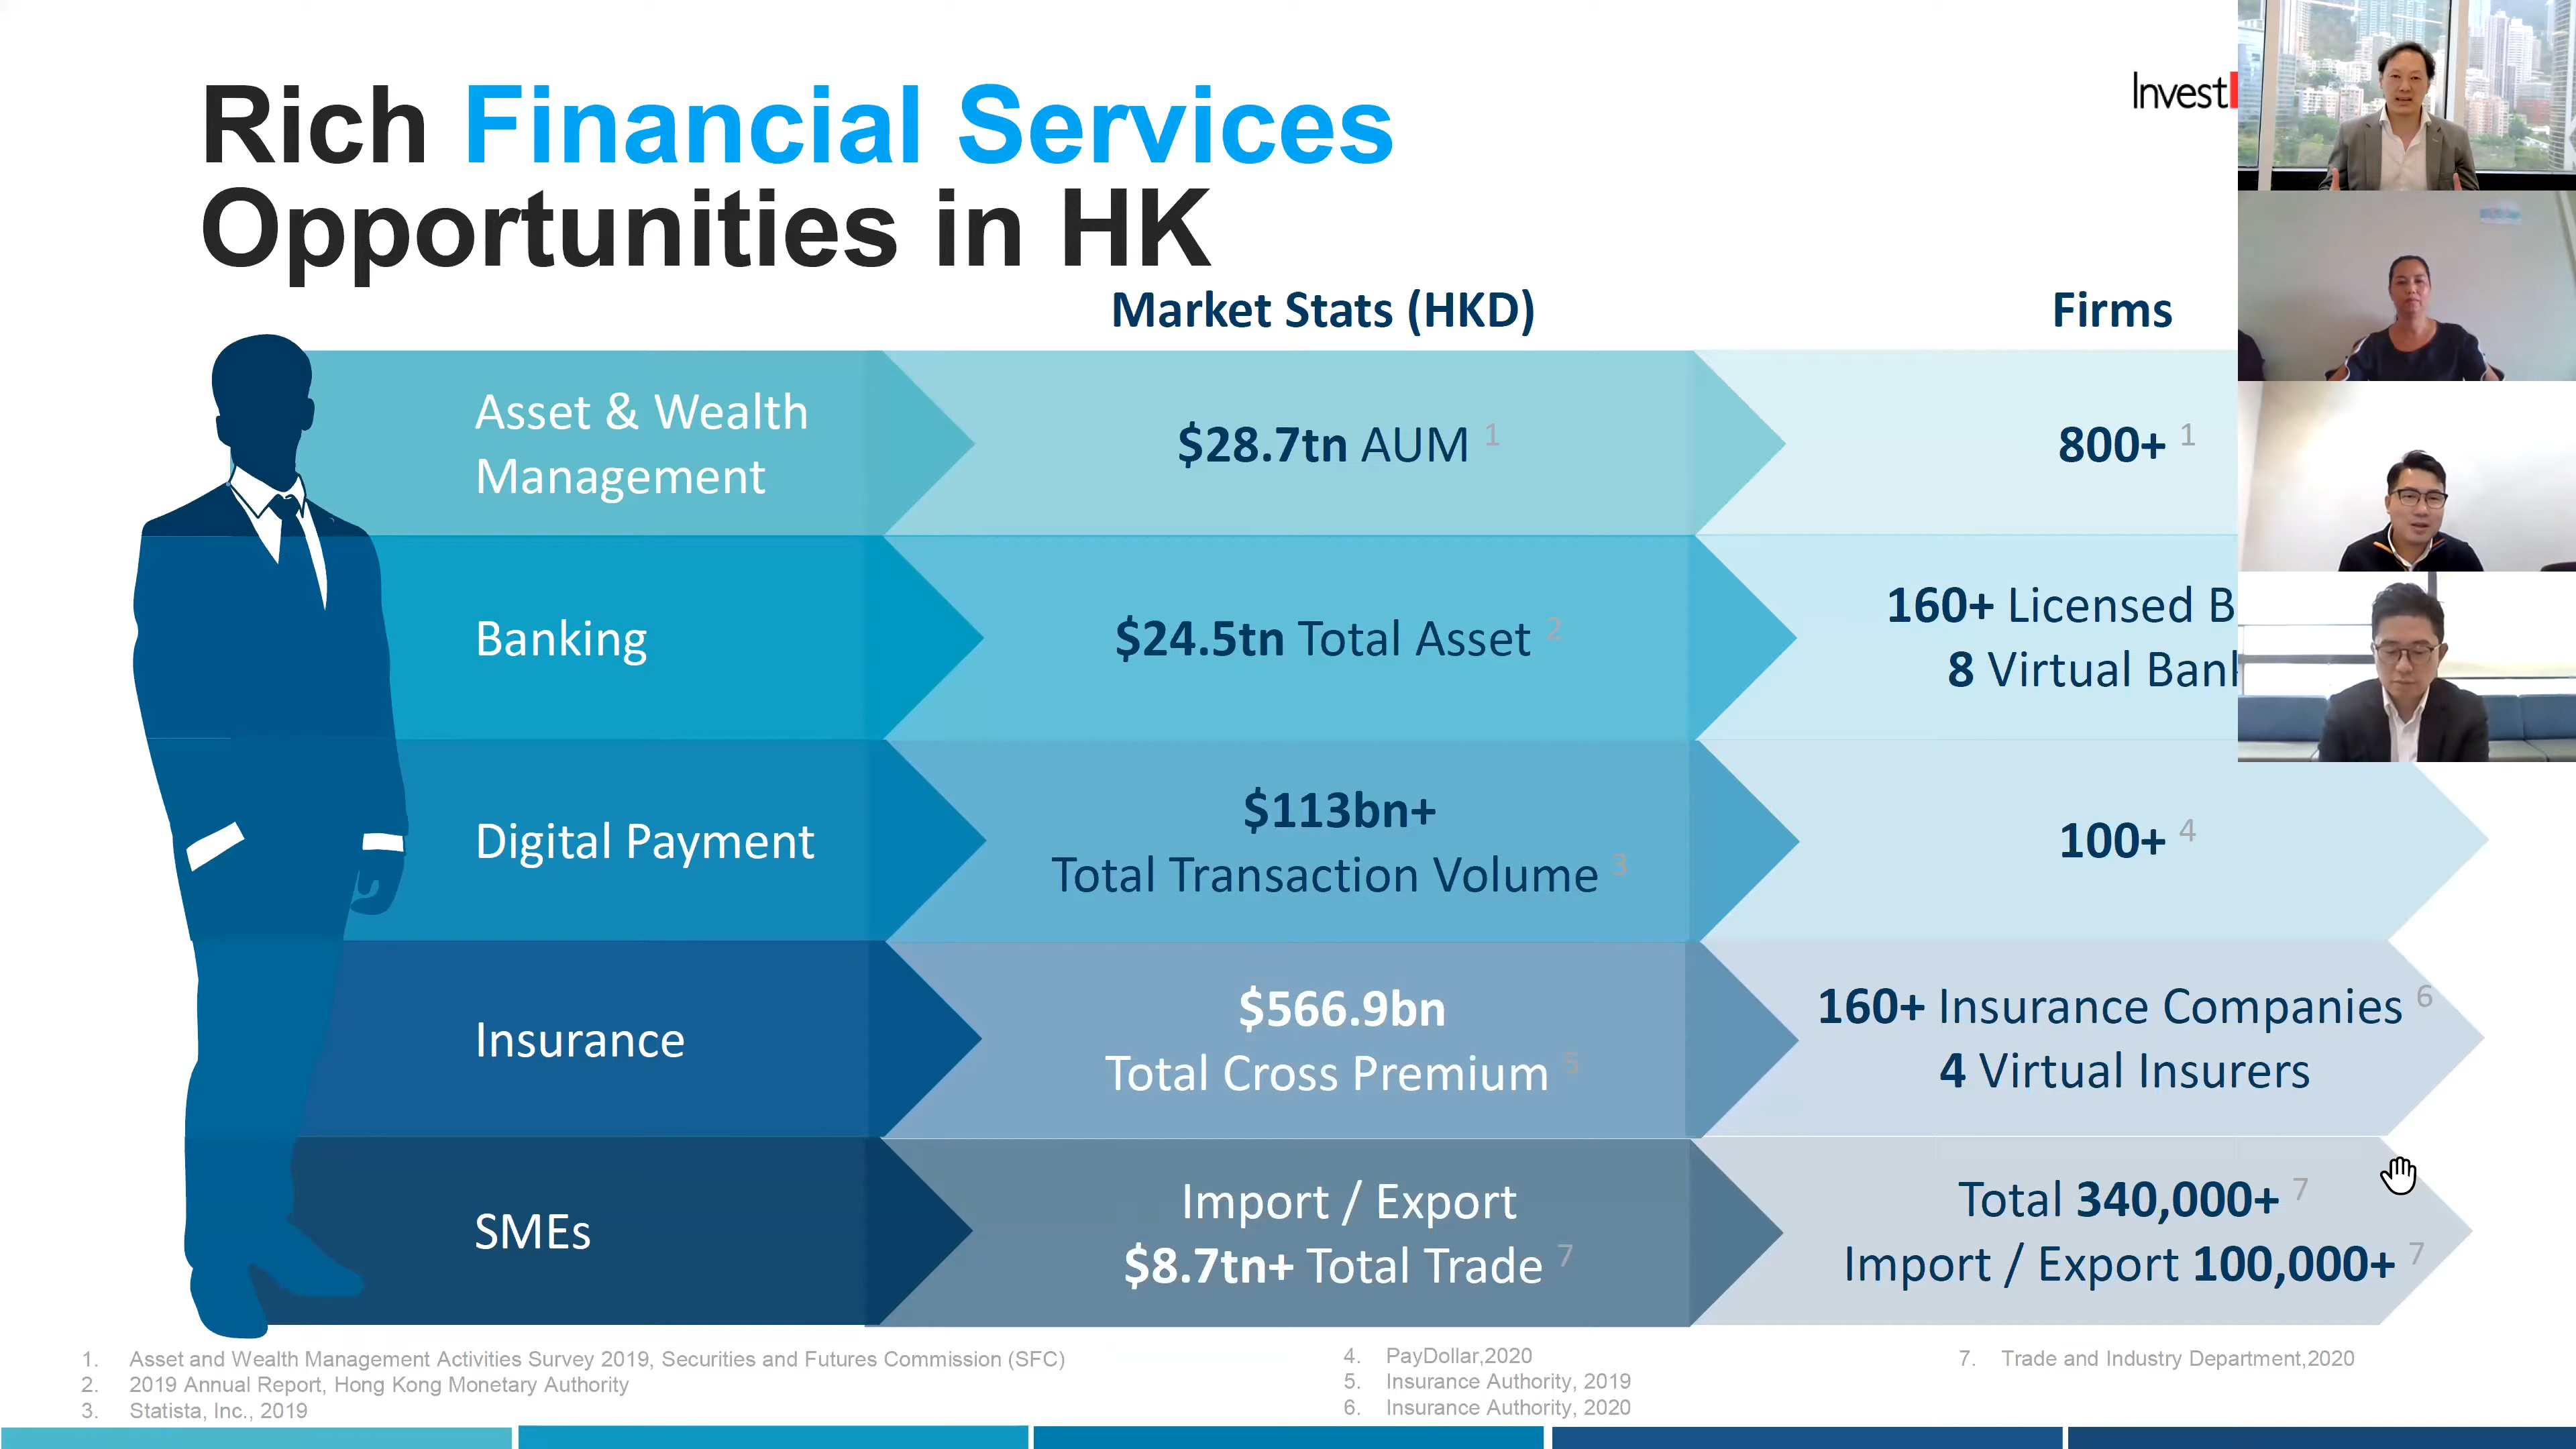 Rich Financial Services
Opportunities in HK
Invest
Market Stats (HKD)
Firms
Asset & Wealth
Management
$28.7tn AUM 1
800+ 1
Banking
$24.5tn Total Asset 2
160+ Licensed B
8 Virtual Ban
Digital Payment
$113bn+
Total Transaction Volume 3
100+ 4
Insurance
$566.9bn
Total Cross Premium 5
160+ Insurance Companies 6
4 Virtual Insurers
SMEs
Import / Export
$8.7tn+ Total Trade 7
Total 340,000+ 7
Import / Export 100,000+ 7
1. Asset and Wealth Management Activities Survey 2019, Securities and Futures Commission (SFC)
2. 2019 Annual Report, Hong Kong Monetary Authority
3. Statista, Inc., 2019
4. PayDollar,2020
5. Insurance Authority, 2019
6. Insurance Authority, 2020
7. Trade and Industry Department,2020